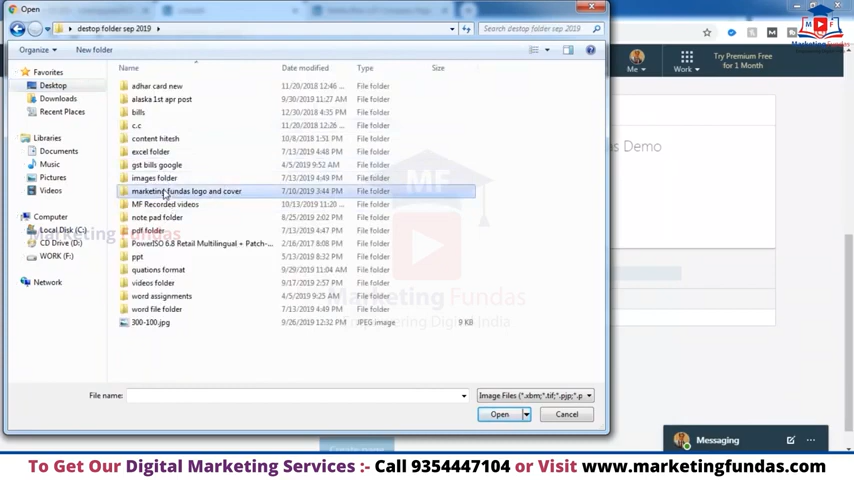 Open
destop folder sep 2019
Search destop folder sep 2019
Organize
New folder
Name
Date modified
Type
Size
Favorites
Desktop
Downloads
Recent Places
Libraries
Documents
Music
Pictures
Videos
Computer
Local Disk (C:)
CD Drive (D:)
WORK (F:)
Network
adhar card new 11/20/2018 12:46 ... File folder
alaska 1st apr post 9/30/2019 11:27 AM File folder
bills 12/30/2018 4:35 PM File folder
c.c 11/20/2018 12:26 ... File folder
content hitesh 10/8/2018 1:51 PM File folder
excel folder 7/13/2019 4:48 PM File folder
gst bills google 4/5/2019 9:52 AM File folder
images folder 7/13/2019 4:49 PM File folder
marketing fundas logo and cover 7/10/2019 3:44 PM File folder
MF Recorded videos 10/13/2019 11:20 ... File folder
note pad folder 8/25/2019 2:02 PM File folder
pdf folder 7/13/2019 4:47 PM File folder
PowerISO 6.8 Retail Multilingual + Patch-... 2/16/2017 8:08 PM File folder
ppt 5/13/2019 8:32 PM File folder
quations format 9/29/2019 11:04 AM File folder
videos folder 9/17/2019 2:57 PM File folder
word assignments 4/5/2019 9:25 AM File folder
word file folder 7/13/2019 4:49 PM File folder
300-100.jpg 9/26/2019 12:32 PM JPEG image 9 KB
File name:
Image Files (*.xbm;*.tif;*.pjp;*.p
Open
Cancel
Me
Work
Try Premium Free
for 1 Month
as Demo
Messaging
MF
Marketing Fundas
Marketing Fundas
Empowering Digital India
M F
Marketing Fundas
To Get Our Digital Marketing Services :- Call 9354447104 or Visit www.marketingfundas.com